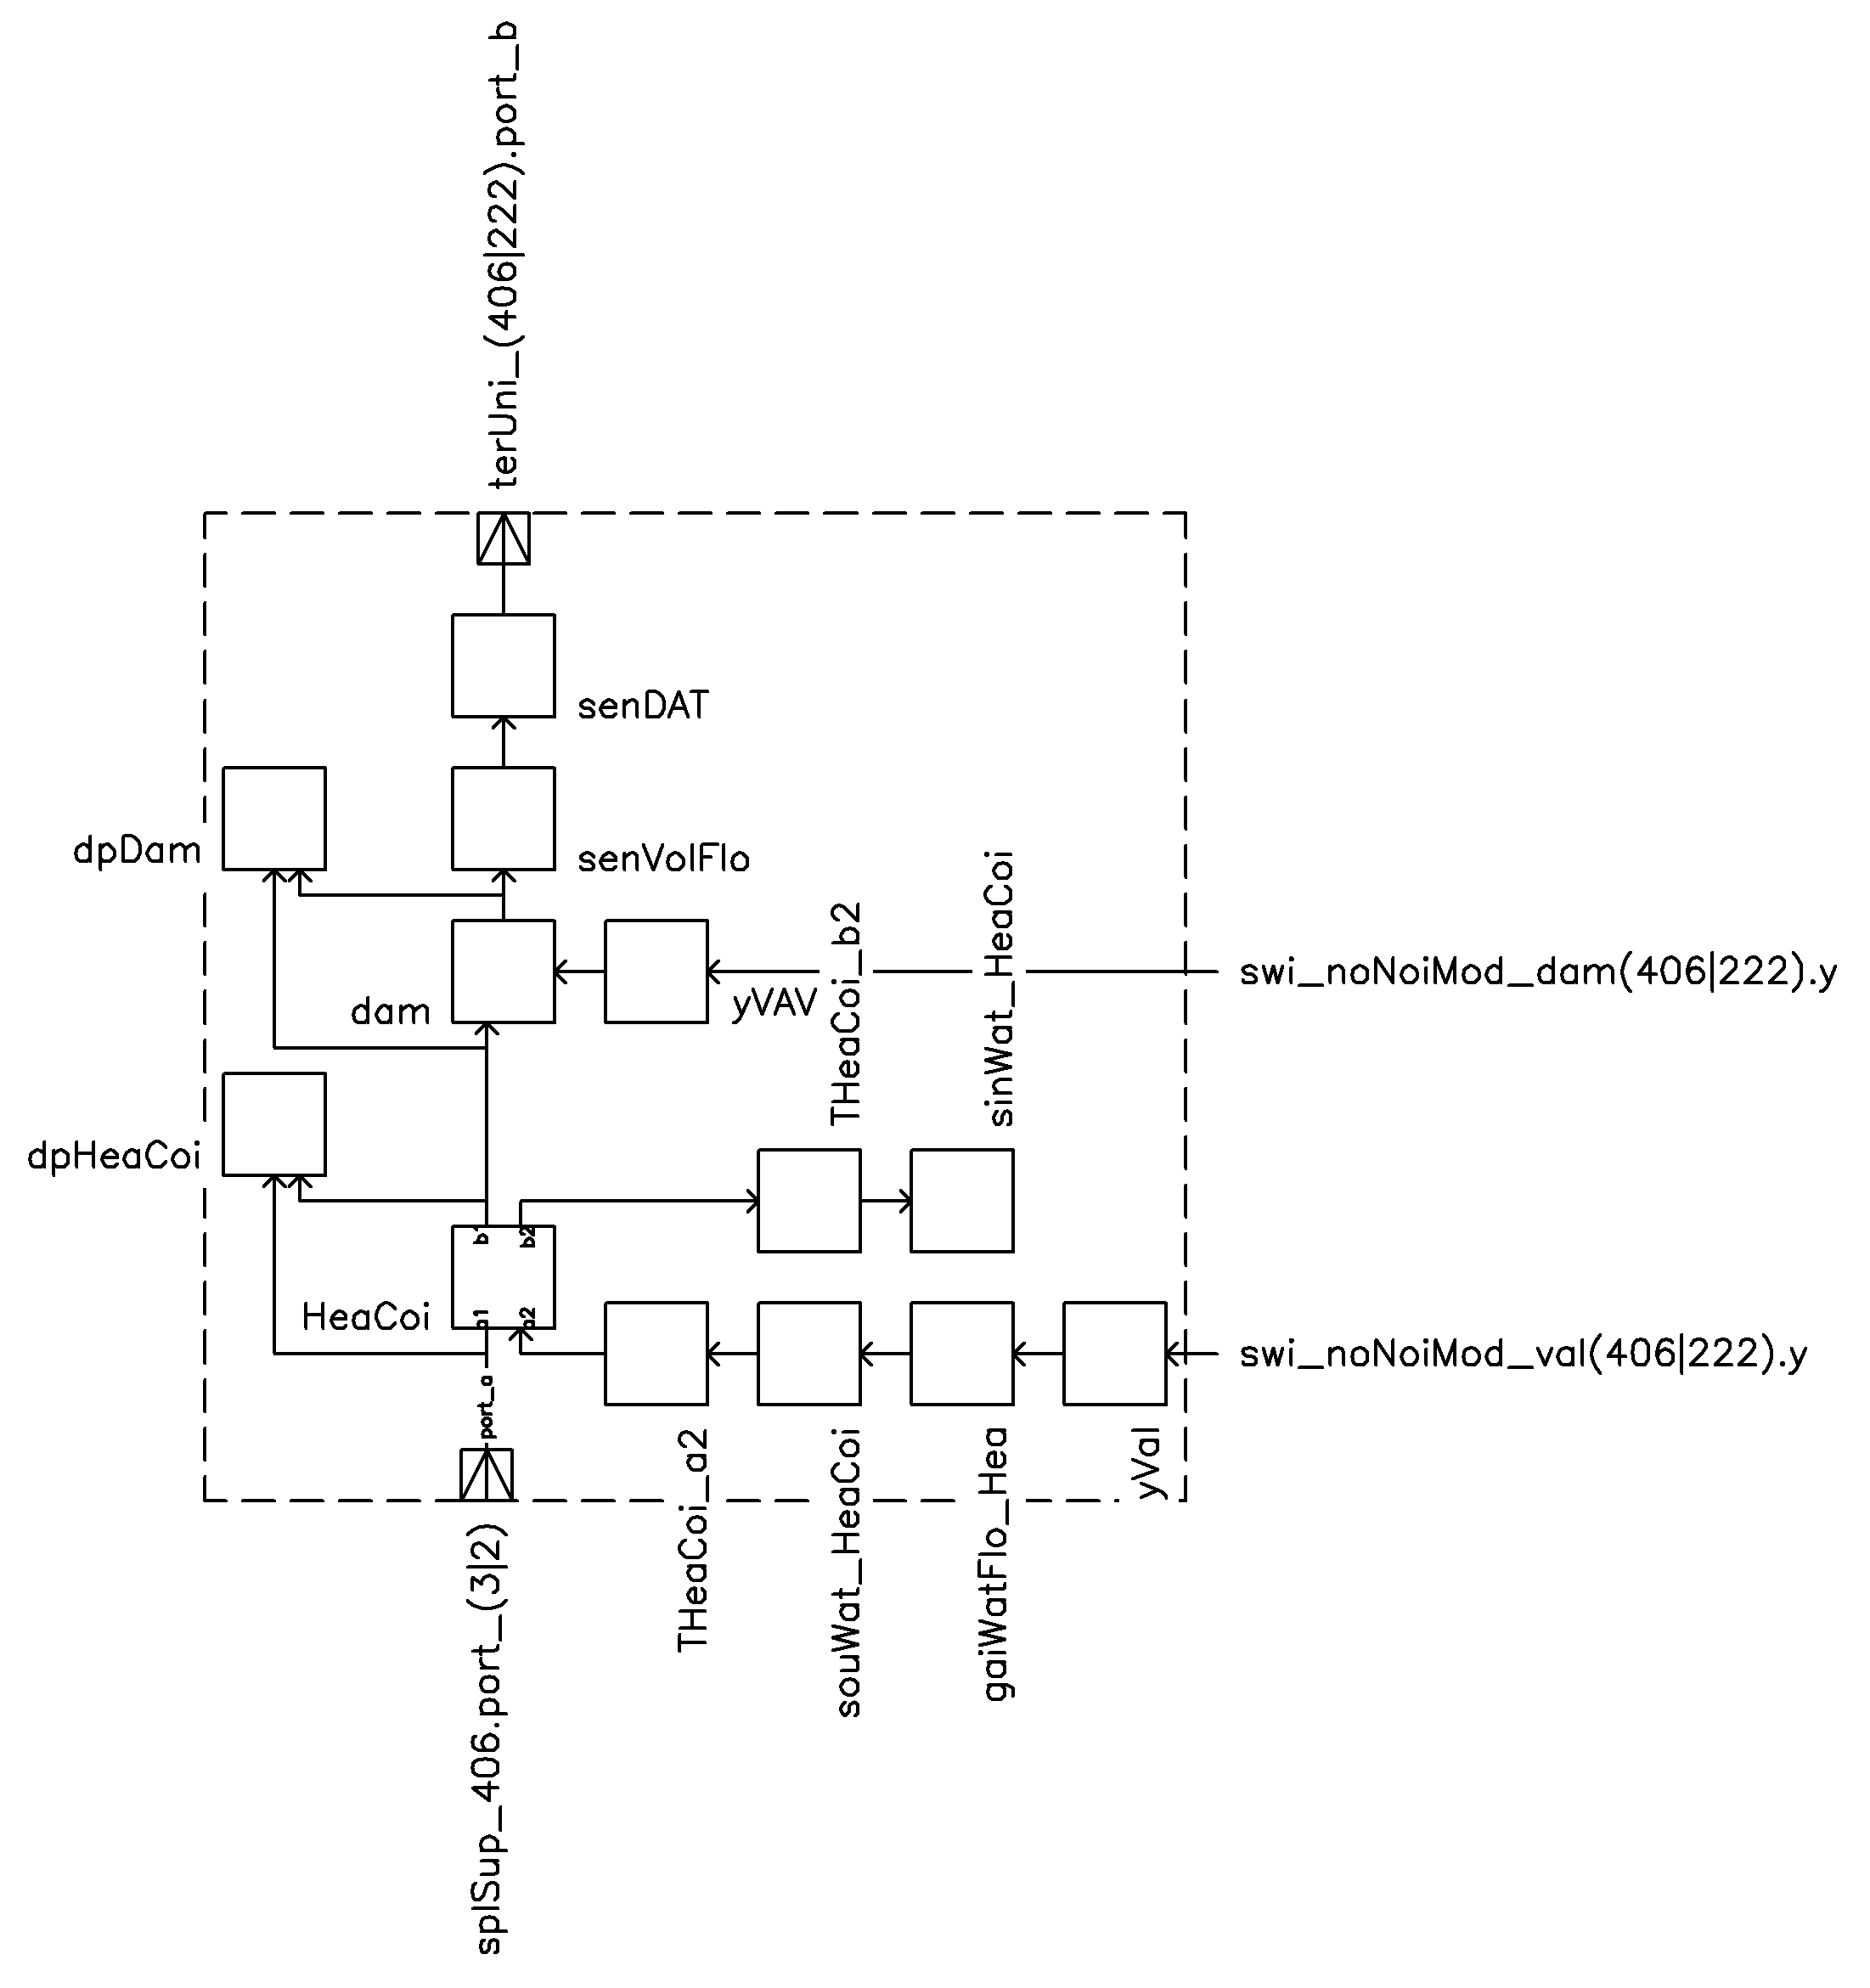 terUni_(406|222).port_b
senDAT
dpDam
senVolFlo
THeaCoi_b2
sinWat_HeaCoi
swi_noNoiMod_dam(406|222).y
dam
yVAV
dpHeaCoi
b1
b2
HeaCoi
a1
a2
swi_noNoiMod_val(406|222).y
port_a
THeaCoi_a2
souWat_HeaCoi
gaiWatFlo_Hea
yVal
splSup_406.port_(3|2)